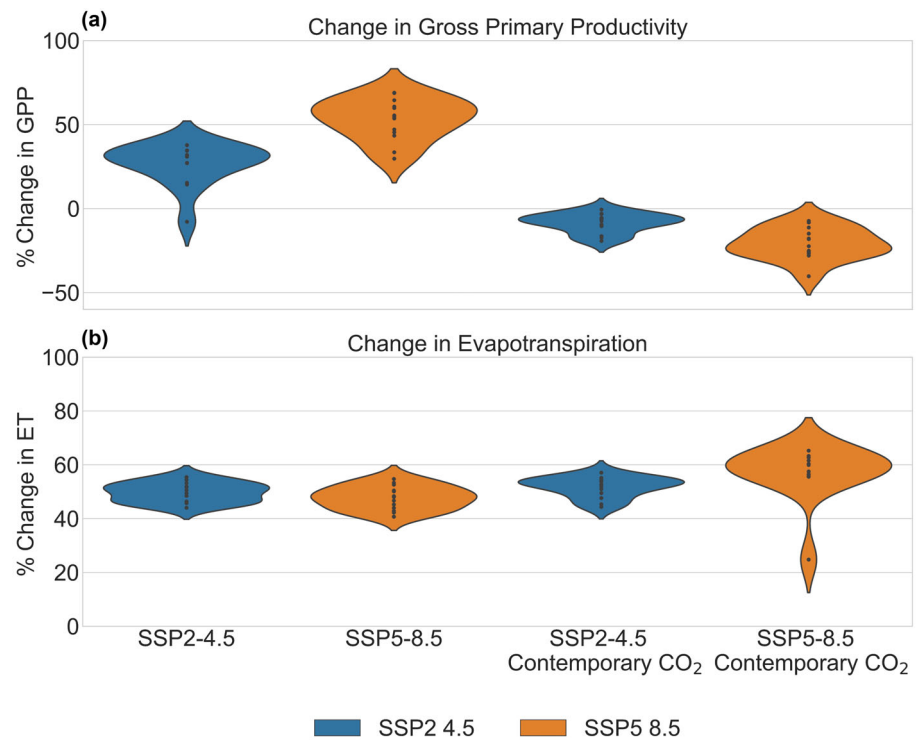 (a)
Change in Gross Primary Productivity
% Change in GPP
100
50
0
−50
(b)
Change in Evapotranspiration
% Change in ET
100
80
60
40
20
0
SSP2-4.5
SSP5-8.5
SSP2-4.5
Contemporary CO₂
SSP5-8.5
Contemporary CO₂
SSP2 4.5
SSP5 8.5